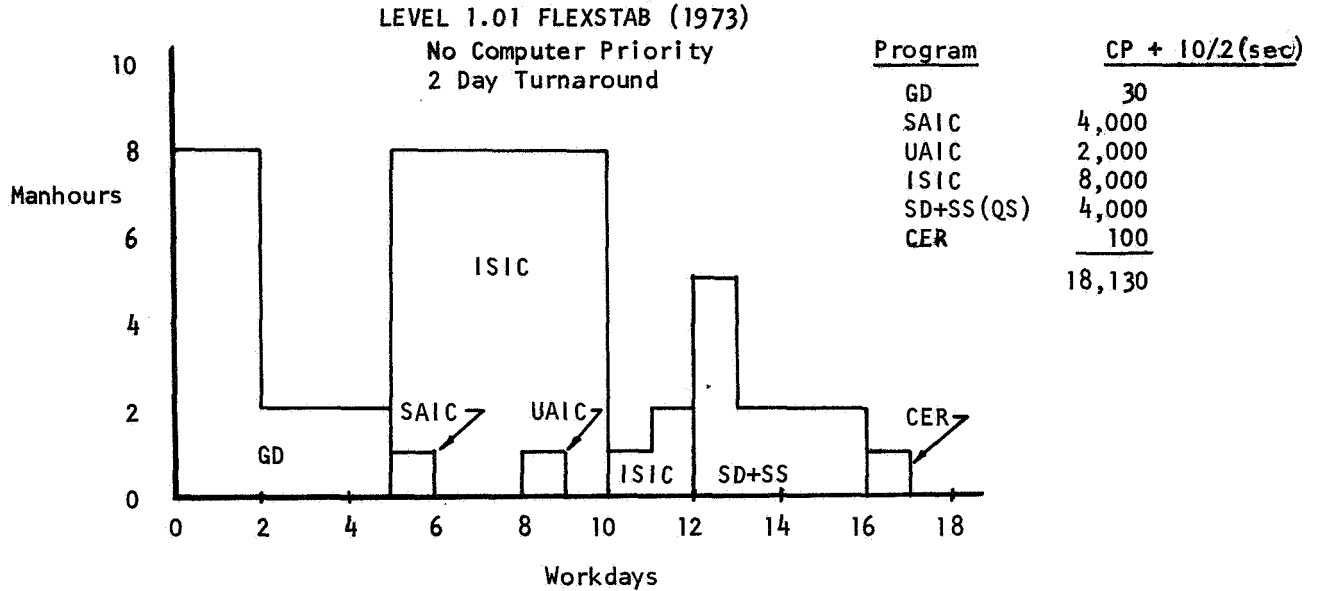 LEVEL 1.01 FLEXSTAB (1973)
No Computer Priority
2 Day Turnaround
Program CP + IO/2(sec)
GD 30
SAIC 4,000
UAIC 2,000
ISIC 8,000
SD+SS(QS) 4,000
CER 100
18,130
Manhours
10
8
6
4
2
0
ISIC
SAIC
UAIC
CER
GD
ISIC
SD+SS
0 2 4 6 8 10 12 14 16 18
Workdays